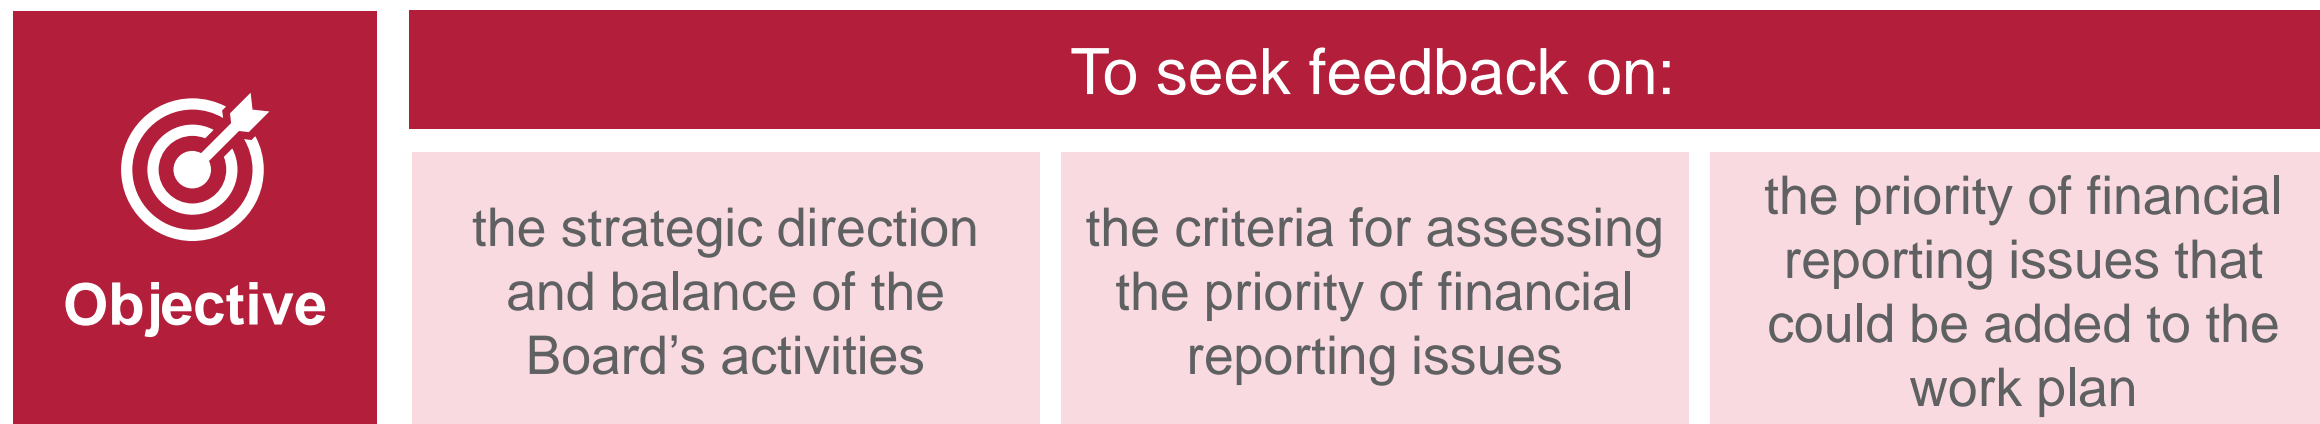 Objective
To seek feedback on:
the strategic direction
and balance of the
Board’s activities
the criteria for assessing
the priority of financial
reporting issues
the priority of financial
reporting issues that
could be added to the
work plan